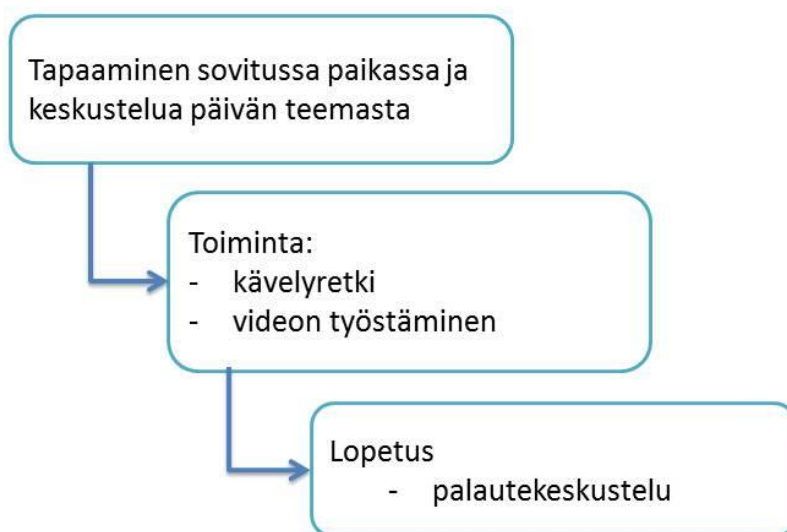 Tapaaminen sovitussa paikassa ja
keskustelua päivän teemasta
Toiminta:
- kävelyretki
- videon työstäminen
Lopetus
- palautekeskustelu